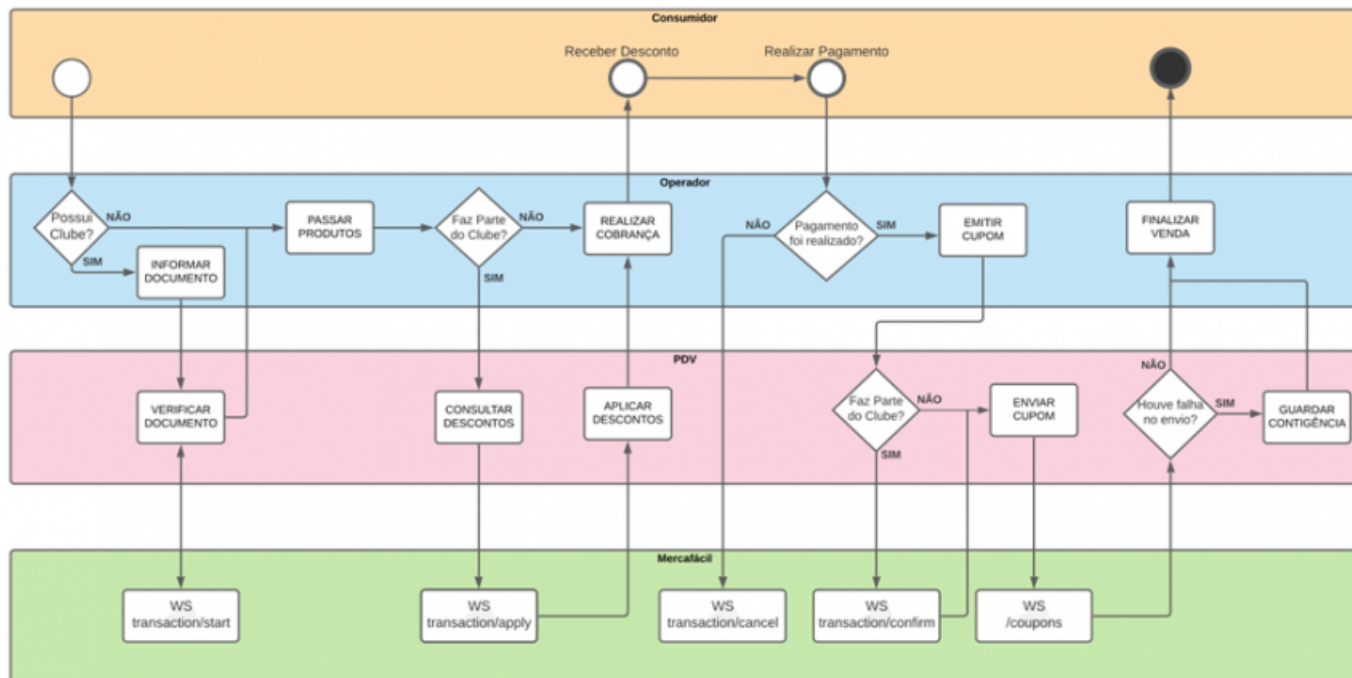 Consumidor
Receber Desconto
Realizar Pagamento
Operador
Possui
Clube?
NÃO
SIM
INFORMAR
DOCUMENTO
PASSAR
PRODUTOS
Faz Parte
do Clube?
NÃO
SIM
REALIZAR
COBRANÇA
NÃO
Pagamento
foi realizado?
SIM
EMITIR
CUPOM
FINALIZAR
VENDA
PDV
VERIFICAR
DOCUMENTO
CONSULTAR
DESCONTOS
APLICAR
DESCONTOS
Faz Parte
do Clube?
NÃO
SIM
ENVIAR
CUPOM
NÃO
Houve falha
no envio?
SIM
GUARDAR
CONTIGÊNCIA
Mercafácil
WS
transaction/start
WS
transaction/apply
WS
transaction/cancel
WS
transaction/confirm
WS
/coupons